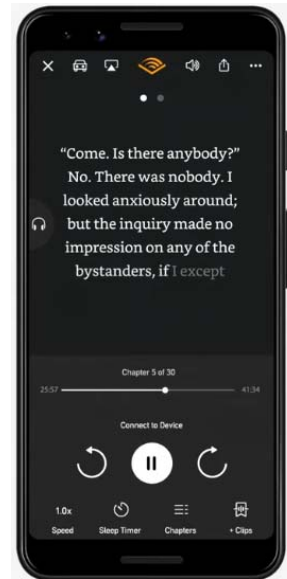 “Come. Is there anybody?”
No. There was nobody. I
looked anxiously around;
but the inquiry made no
impression on any of the
bystanders, if I except
Chapter 5 of 30
25:57
41:34
Connect to Device
1.0x
Speed
Sleep Timer
Chapters
+ Clips